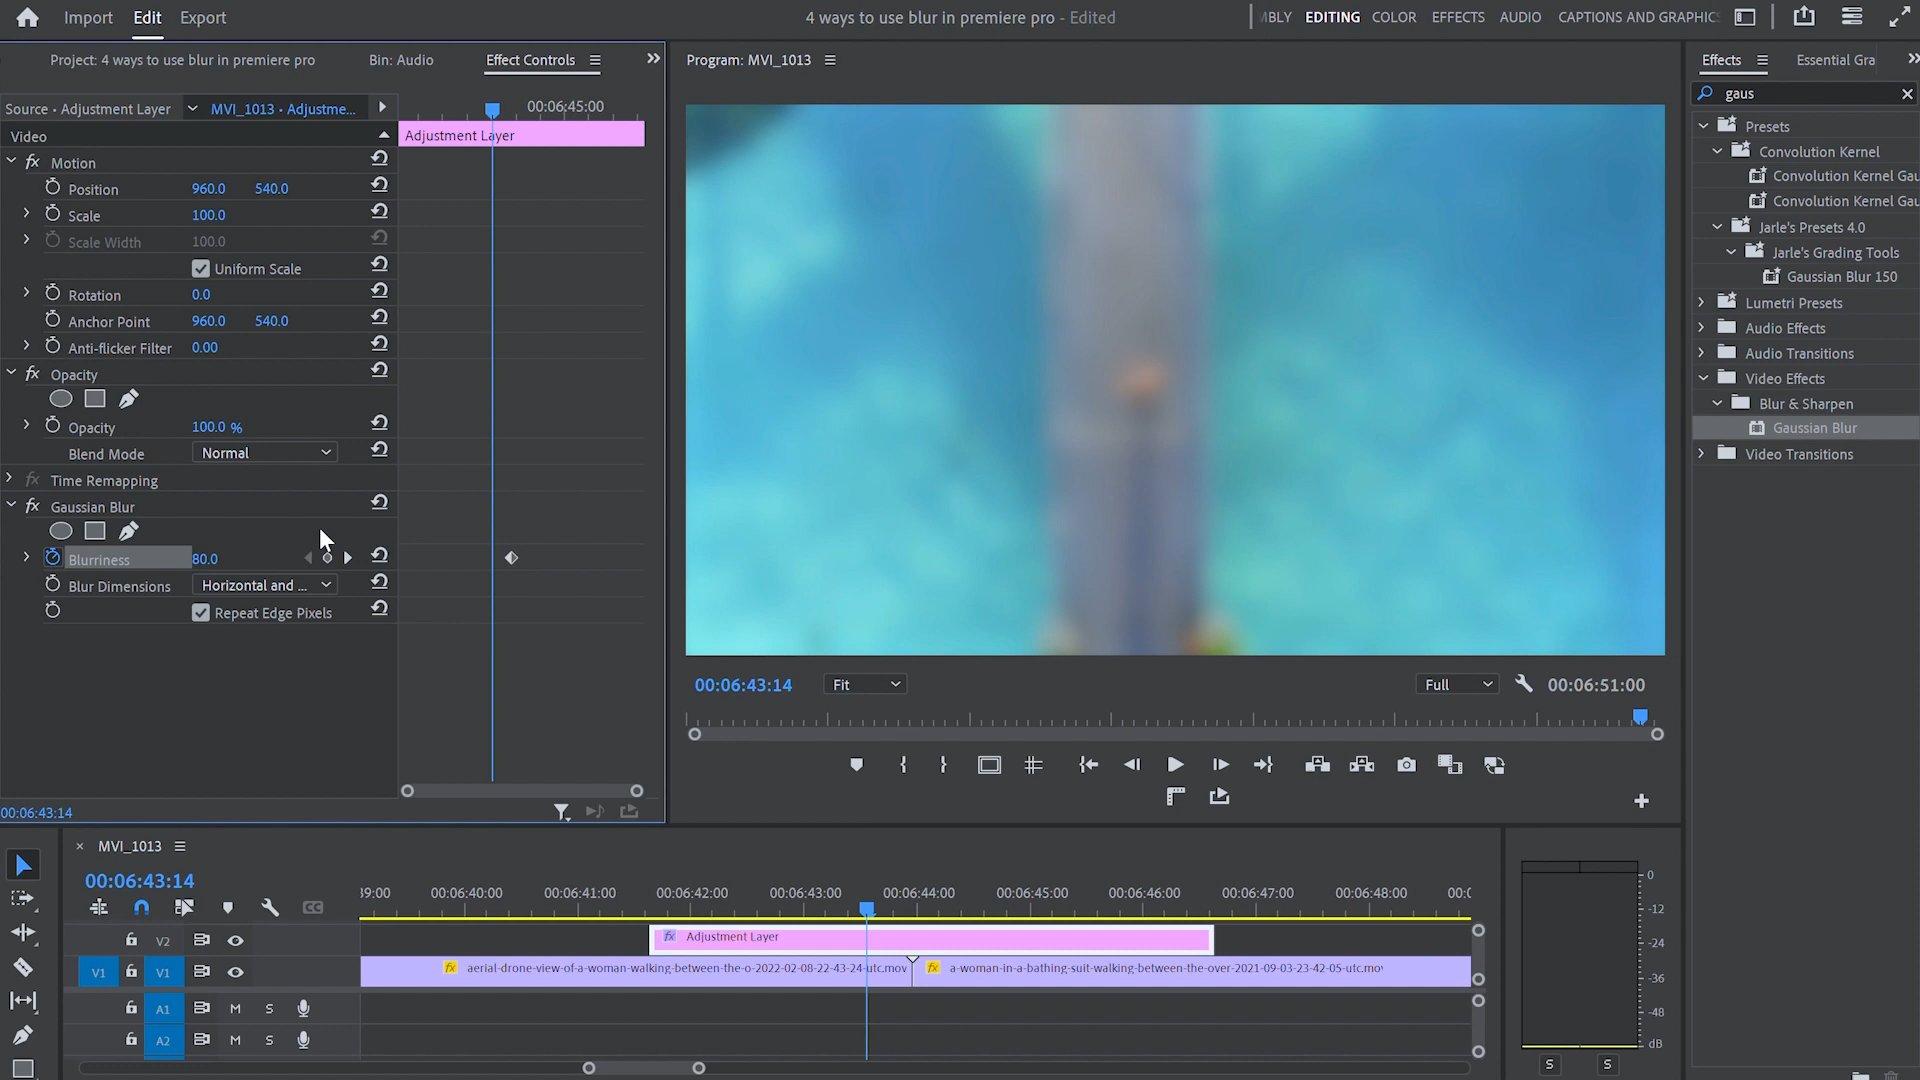 Import Edit Export
4 ways to use blur in premiere pro - Edited
MBLY EDITING COLOR EFFECTS AUDIO CAPTIONS AND GRAPHICS
Project: 4 ways to use blur in premiere pro Bin: Audio Effect Controls
Source • Adjustment Layer MVI_1013 • Adjustme...
00:06:45:00
Video
Adjustment Layer
fx Motion
Position 960.0 540.0
Scale 100.0
Scale Width 100.0
Uniform Scale
Rotation 0.0
Anchor Point 960.0 540.0
Anti-flicker Filter 0.00
fx Opacity
Opacity 100.0 %
Blend Mode Normal
fx Time Remapping
fx Gaussian Blur
Blurriness 80.0
Blur Dimensions Horizontal and ...
Repeat Edge Pixels
00:06:43:14
Program: MVI_1013
00:06:43:14 Fit Full 00:06:51:00
Effects Essential Gra
gaus
Presets
Convolution Kernel
Convolution Kernel Gau
Convolution Kernel Gau
Jarle's Presets 4.0
Jarle's Grading Tools
Gaussian Blur 150
Lumetri Presets
Audio Effects
Audio Transitions
Video Effects
Blur & Sharpen
Gaussian Blur
Video Transitions
MVI_1013
00:06:43:14
CC
39:00 00:06:40:00 00:06:41:00 00:06:42:00 00:06:43:00 00:06:44:00 00:06:45:00 00:06:46:00 00:06:47:00 00:06:48:00 00:0
V2 fx Adjustment Layer
V1 V1 fx aerial-drone-view-of-a-woman-walking-between-the-o-2022-02-08-22-43-24-utc.mov fx a-woman-in-a-bathing-suit-walking-between-the-over-2021-09-03-23-42-05-utc.mov
A1 M S
A2 M S
0
-12
-24
-36
-48
dB
S S